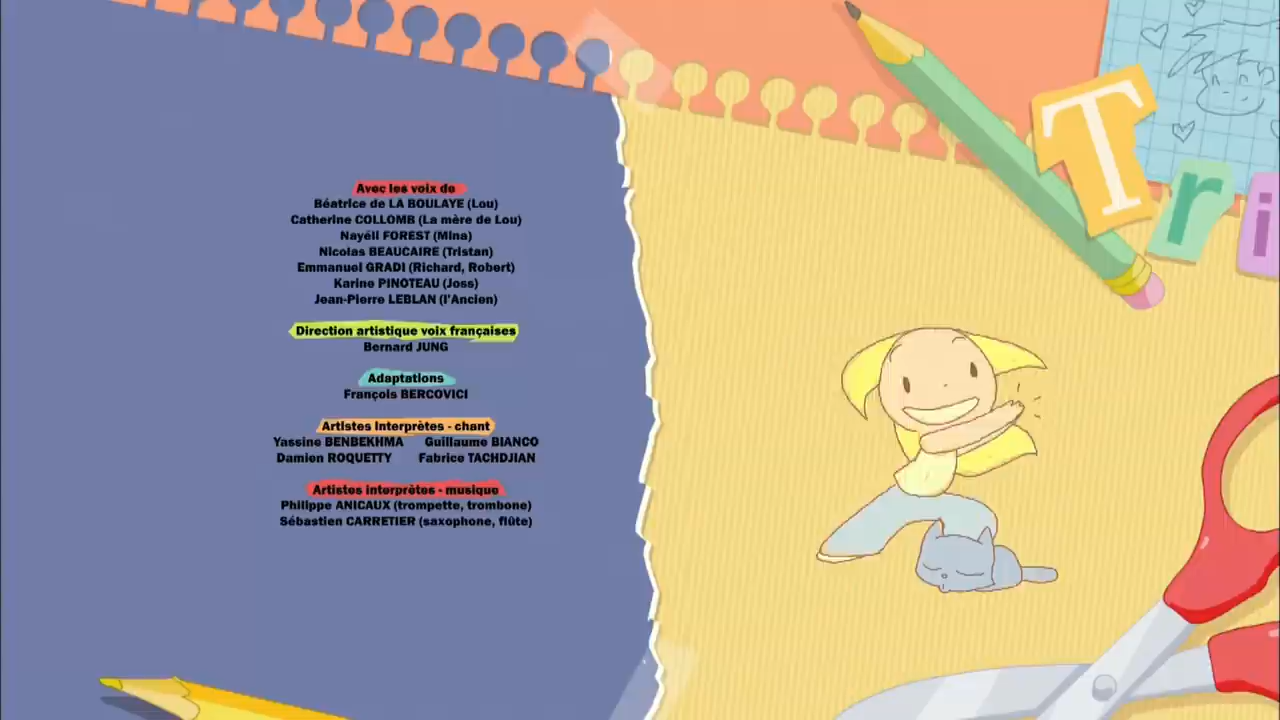 Avec les voix de
Béatrice de LA BOULAYE (Lou)
Catherine COLLOMB (La mère de Lou)
Nayéli FOREST (Mina)
Nicolas BEAUCAIRE (Tristan)
Emmanuel GRADI (Richard, Robert)
Karine PINOTEAU (Joss)
Jean-Pierre LEBLAN (l'Ancien)
Direction artistique voix françaises
Bernard JUNG
Adaptations
François BERCOVICI
Artistes interprètes - chant
Yassine BENBEKHMA Guillaume BIANCO
Damien ROQUETTY Fabrice TACHDJIAN
Artistes interprètes - musique
Philippe ANICAUX (trompette, trombone)
Sébastien CARRETIER (saxophone, flûte)
Tri